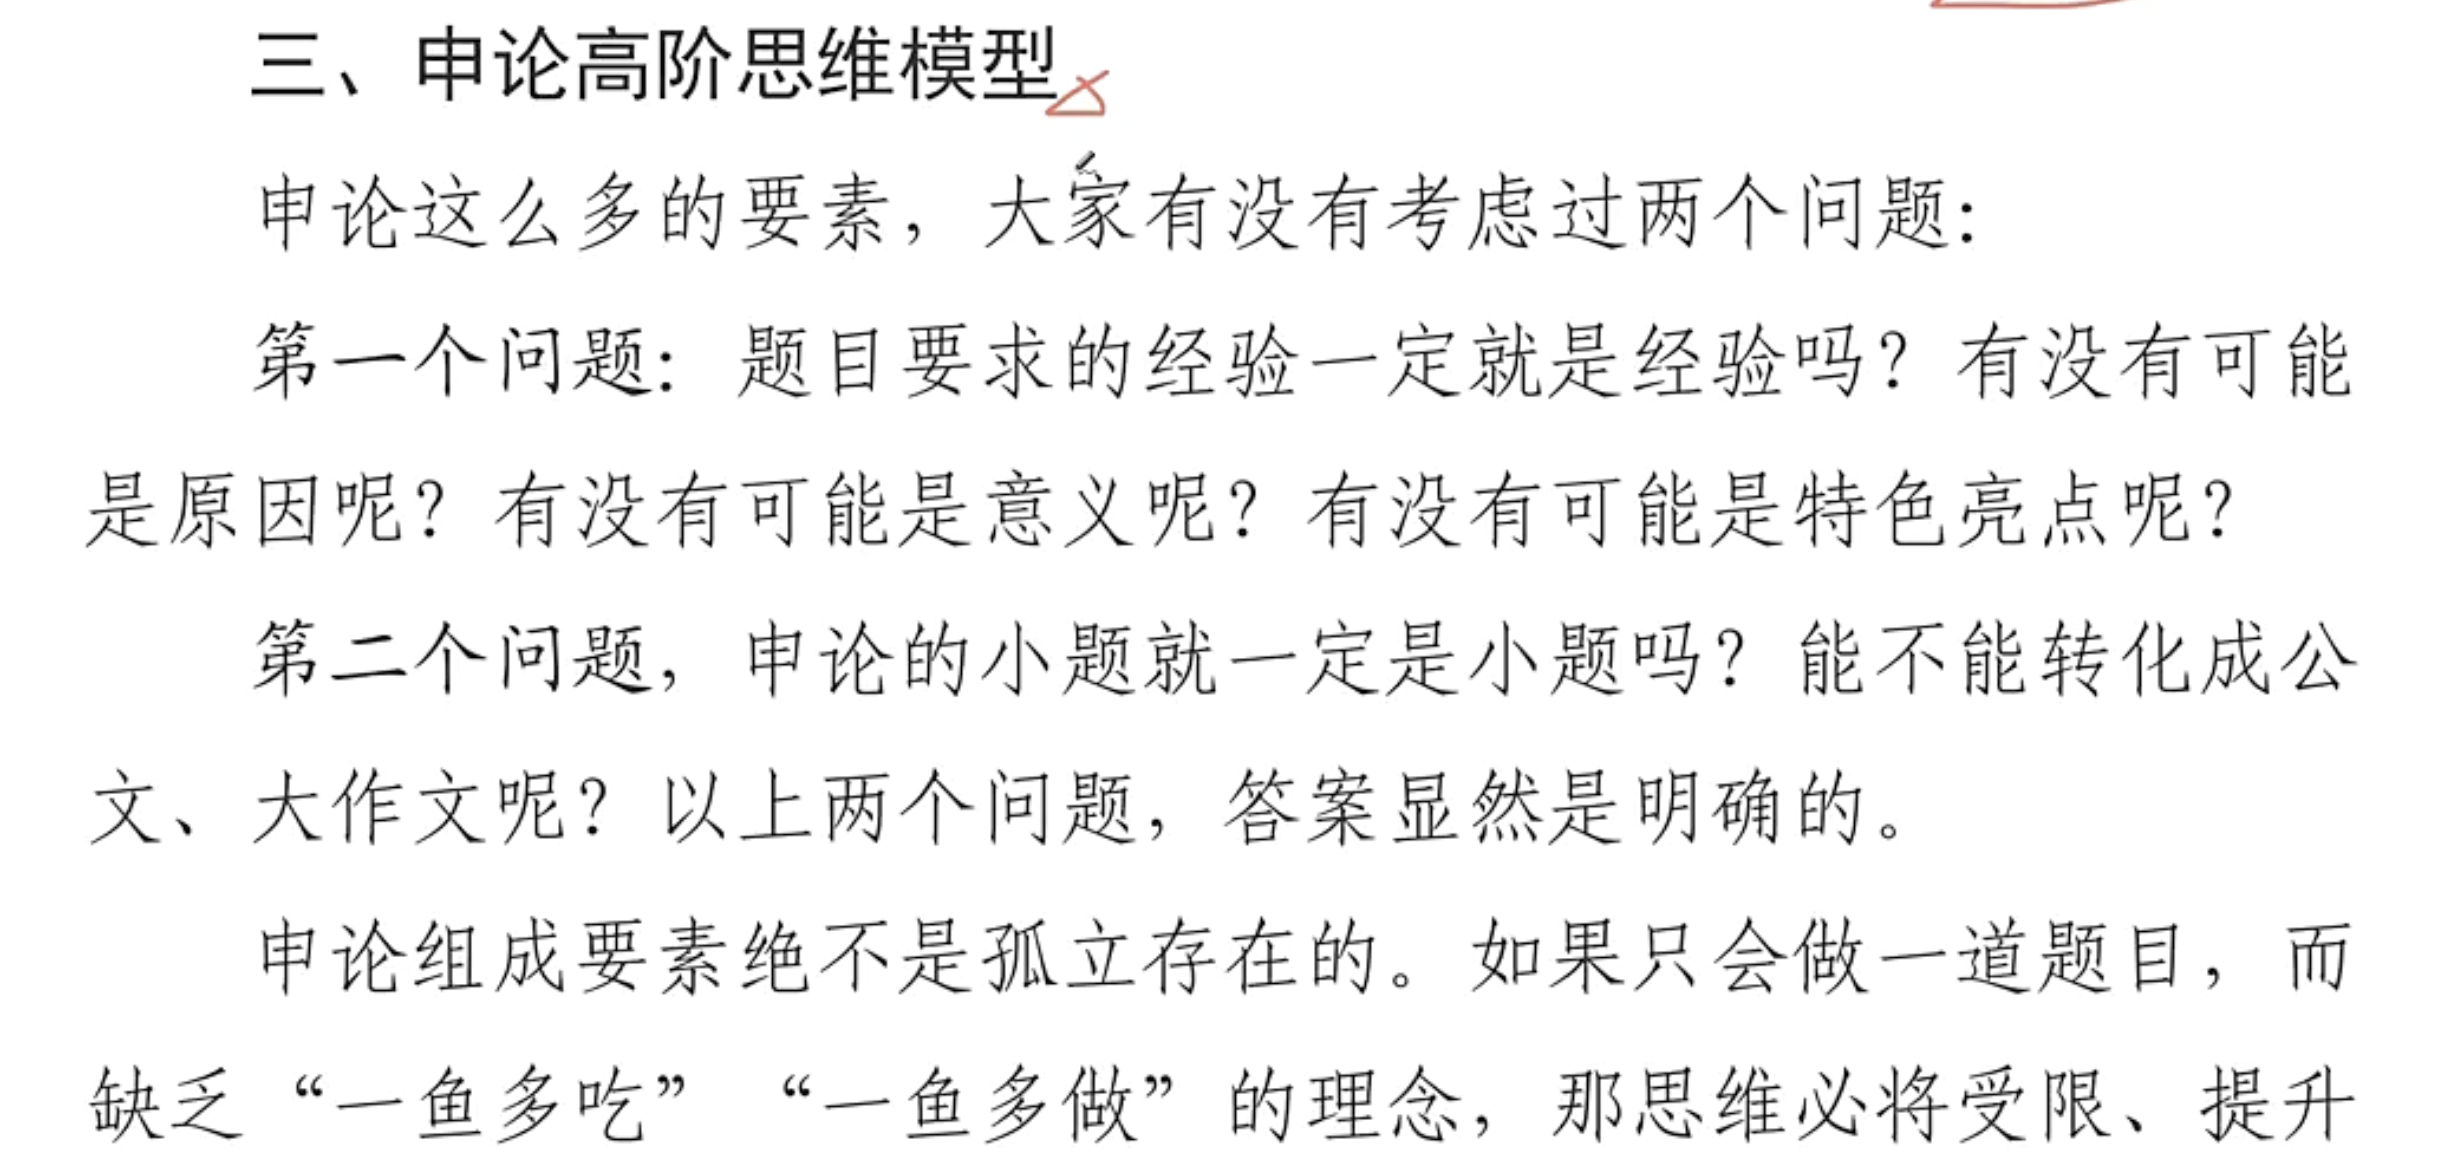 三、申论高阶思维模型
申论这么多的要素，大家有没有考虑过两个问题：
第一个问题：题目要求的经验一定就是经验吗？有没有可能
是原因呢？有没有可能是意义呢？有没有可能是特色亮点呢？
第二个问题，申论的小题就一定是小题吗？能不能转化成公
文、大作文呢？以上两个问题，答案显然是明确的。
申论组成要素绝不是孤立存在的。如果只会做一道题目，而
缺乏“一鱼多吃”“一鱼多做”的理念，那思维必将受限、提升